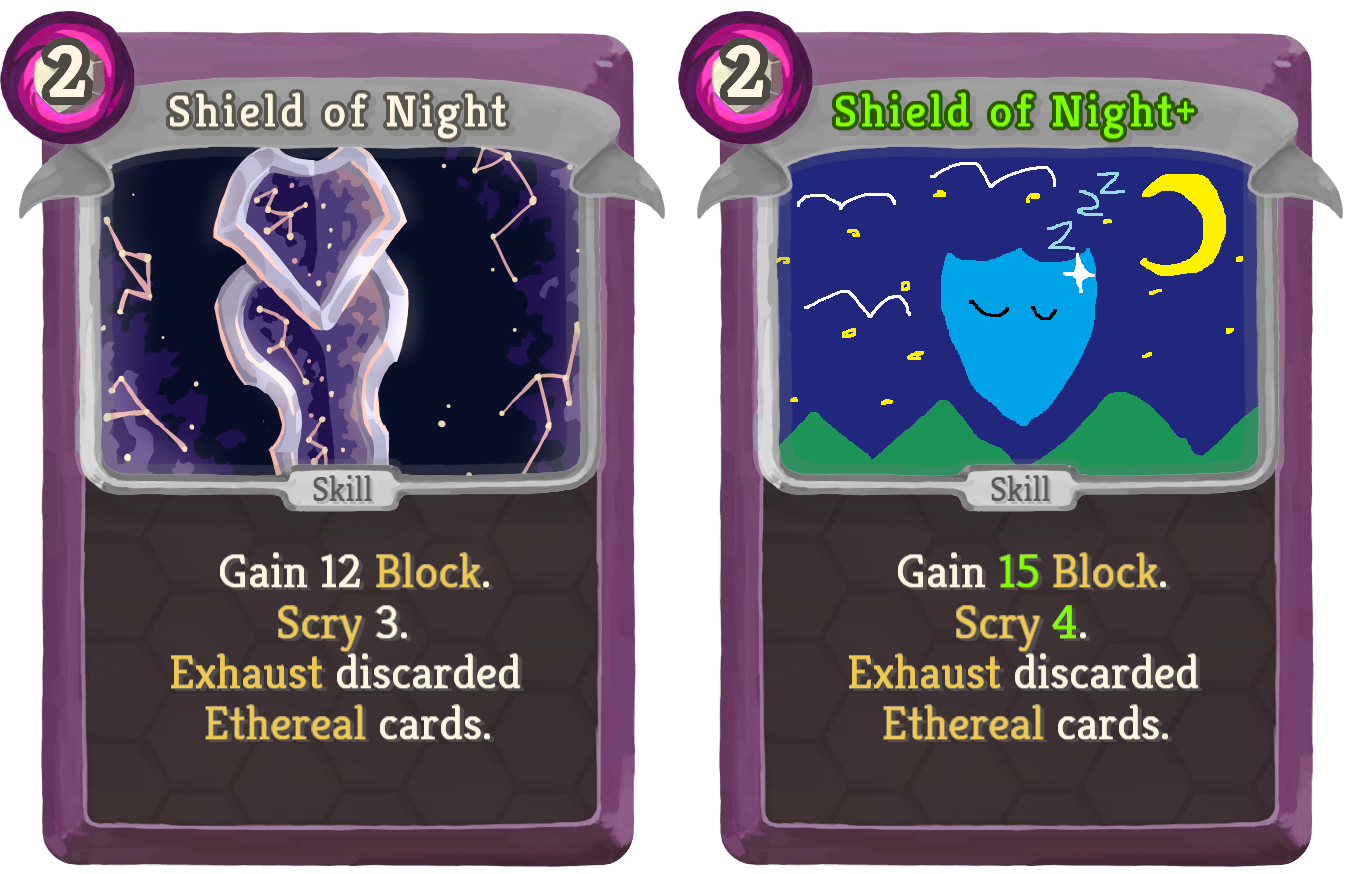 2
Shield of Night
Skill
Gain 12 Block.
Scry 3.
Exhaust discarded
Ethereal cards.
2
Shield of Night+
z
z
z
Skill
Gain 15 Block.
Scry 4.
Exhaust discarded
Ethereal cards.